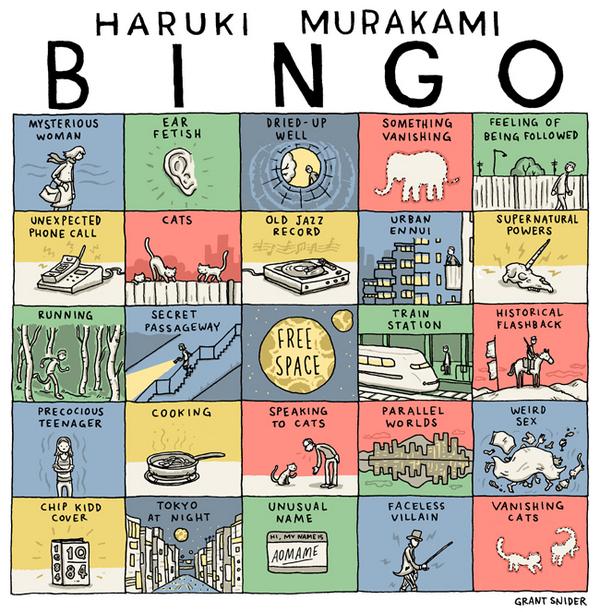 HARUKI MURAKAMI
BINGO
MYSTERIOUS
WOMAN
EAR
FETISH
DRIED-UP
WELL
SOMETHING
VANISHING
FEELING OF
BEING FOLLOWED
UNEXPECTED
PHONE CALL
CATS
OLD JAZZ
RECORD
URBAN
ENNUI
SUPERNATURAL
POWERS
RUNNING
SECRET
PASSAGEWAY
FREE
SPACE
TRAIN
STATION
HISTORICAL
FLASHBACK
PRECOCIOUS
TEENAGER
COOKING
SPEAKING
TO CATS
PARALLEL
WORLDS
WEIRD
SEX
CHIP KIDD
COVER
1Q
84
84
TOKYO
AT NIGHT
UNUSUAL
NAME
HI, MY NAME IS
AOMAME
FACELESS
VILLAIN
VANISHING
CATS
GRANT SNIDER